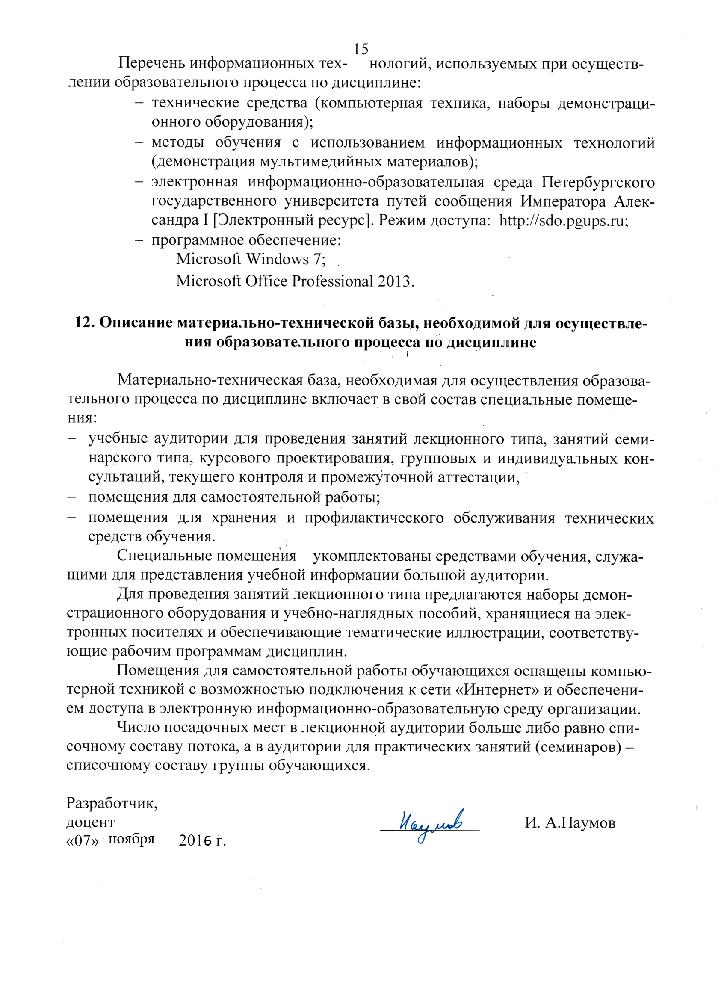 15
Перечень информационных тех- нологий, используемых при осуществ-
лении образовательного процесса по дисциплине:
– технические средства (компьютерная техника, наборы демонстраци-
онного оборудования);
– методы обучения с использованием информационных технологий
(демонстрация мультимедийных материалов);
– электронная информационно-образовательная среда Петербургского
государственного университета путей сообщения Императора Алек-
сандра I [Электронный ресурс]. Режим доступа: http://sdo.pgups.ru;
– программное обеспечение:
Microsoft Windows 7;
Microsoft Office Professional 2013.
12. Описание материально-технической базы, необходимой для осуществле-
ния образовательного процесса по дисциплине
Материально-техническая база, необходимая для осуществления образова-
тельного процесса по дисциплине включает в свой состав специальные помеще-
ния:
– учебные аудитории для проведения занятий лекционного типа, занятий семи-
нарского типа, курсового проектирования, групповых и индивидуальных кон-
сультаций, текущего контроля и промежуточной аттестации,
– помещения для самостоятельной работы;
– помещения для хранения и профилактического обслуживания технических
средств обучения.
Специальные помещения укомплектованы средствами обучения, служа-
щими для представления учебной информации большой аудитории.
Для проведения занятий лекционного типа предлагаются наборы демон-
страционного оборудования и учебно-наглядных пособий, хранящиеся на элек-
тронных носителях и обеспечивающие тематические иллюстрации, соответству-
ющие рабочим программам дисциплин.
Помещения для самостоятельной работы обучающихся оснащены компью-
терной техникой с возможностью подключения к сети «Интернет» и обеспечени-
ем доступа в электронную информационно-образовательную среду организации.
Число посадочных мест в лекционной аудитории больше либо равно спи-
сочному составу потока, а в аудитории для практических занятий (семинаров) –
списочному составу группы обучающихся.
Разработчик,
доцент Наумов И. А.Наумов
«07» ноября 2016 г.